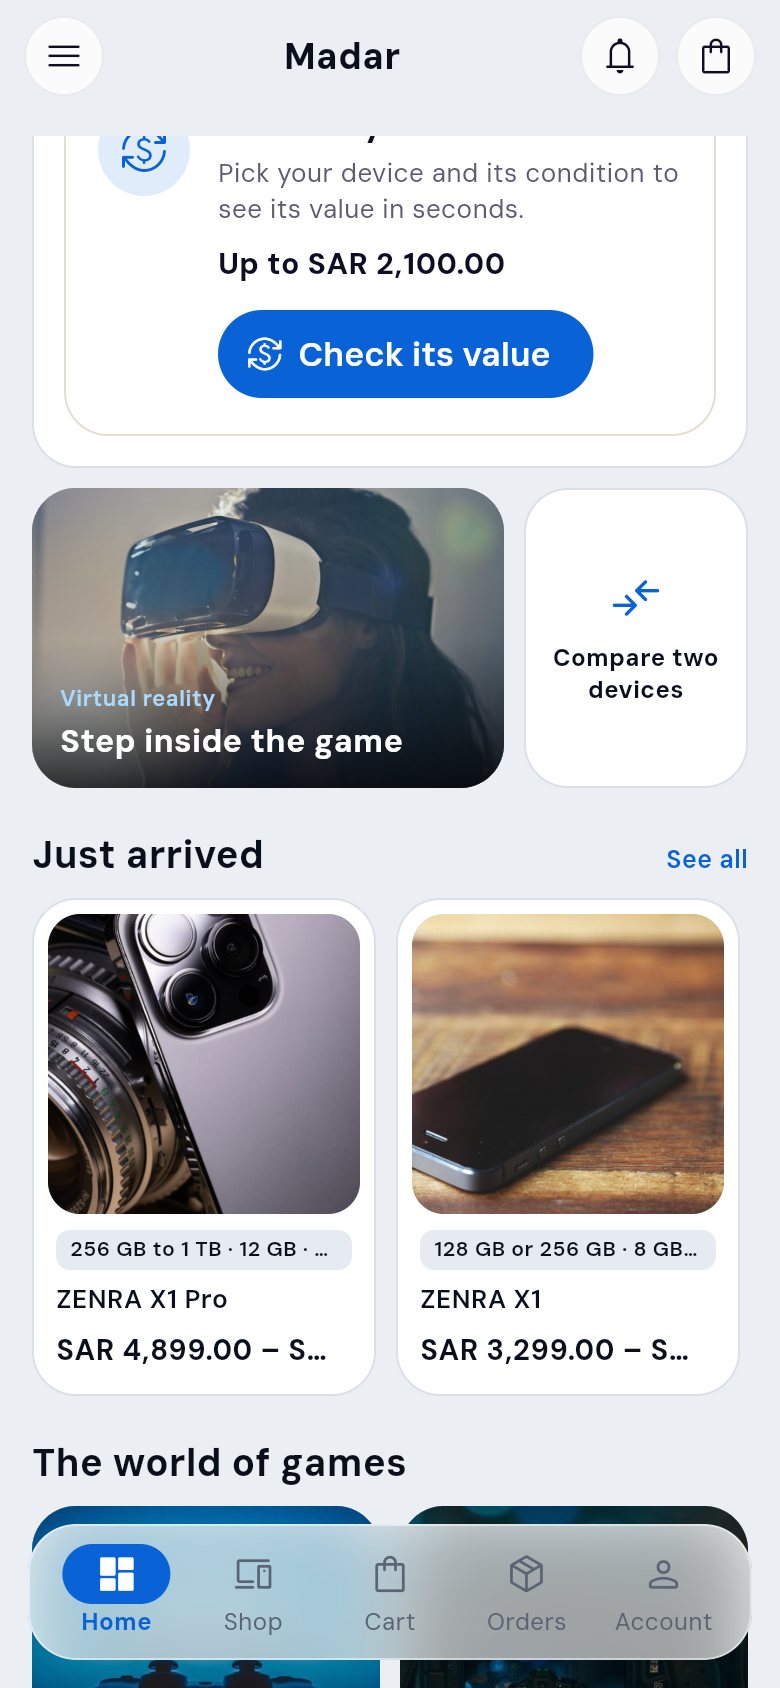 Madar
Pick your device and its condition to
see its value in seconds.
Up to SAR 2,100.00
Check its value
Virtual reality
Step inside the game
Compare two
devices
Just arrived
See all
256 GB to 1 TB · 12 GB · ...
ZENRA X1 Pro
SAR 4,899.00 – S...
128 GB or 256 GB · 8 GB...
ZENRA X1
SAR 3,299.00 – S...
The world of games
Home
Shop
Cart
Orders
Account